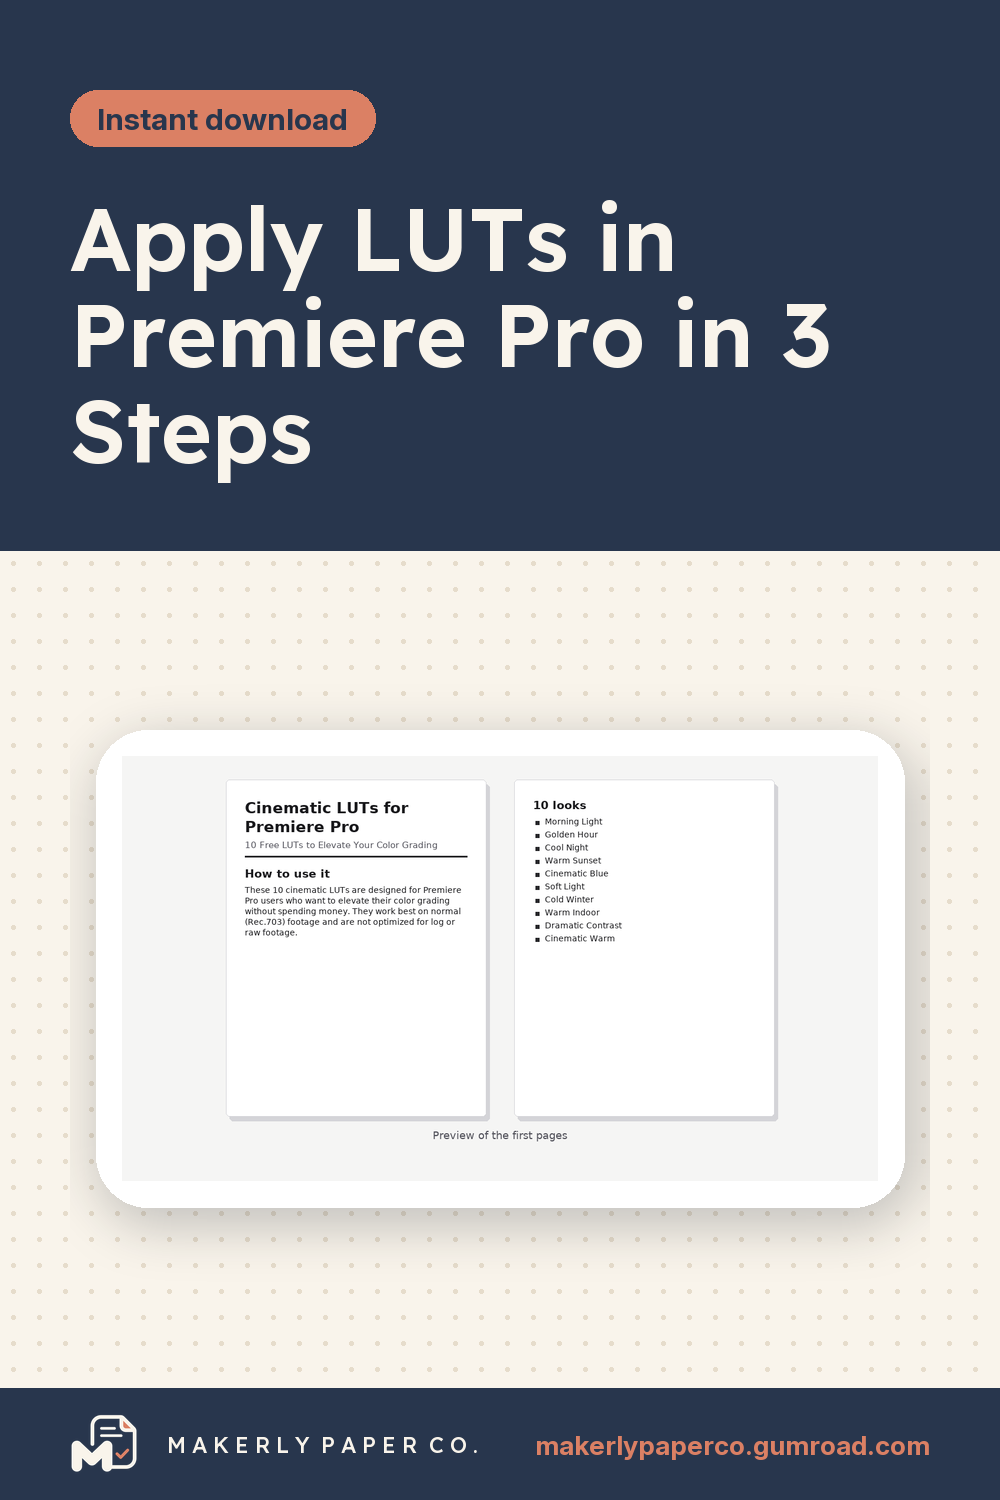 Instant download
Apply LUTs in
Premiere Pro in 3
Steps
Cinematic LUTs for
Premiere Pro
10 Free LUTs to Elevate Your Color Grading
How to use it
These 10 cinematic LUTs are designed for Premiere
Pro users who want to elevate their color grading
without spending money. They work best on normal
(Rec.703) footage and are not optimized for log or
raw footage.
10 looks
▪ Morning Light
▪ Golden Hour
▪ Cool Night
▪ Warm Sunset
▪ Cinematic Blue
▪ Soft Light
▪ Cold Winter
▪ Warm Indoor
▪ Dramatic Contrast
▪ Cinematic Warm
Preview of the first pages
MAKERLY PAPER CO.
makerlypaperco.gumroad.com